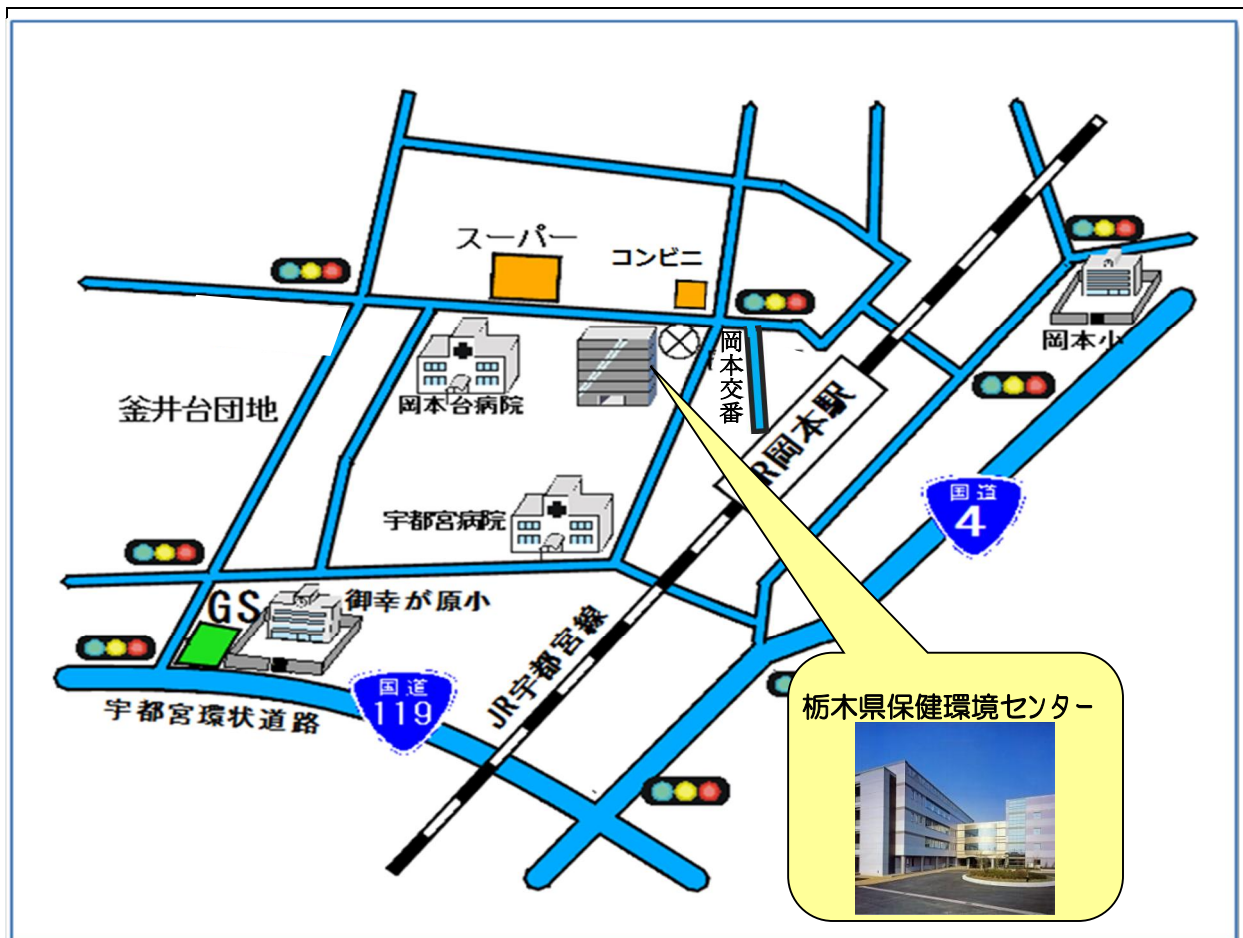 スーパー
コンビニ
岡本小
岡本交番
岡本台病院
釜井台団地
JR岡本駅
国道
4
宇都宮病院
御幸が原小
GS
JR宇都宮線
国道
119
宇都宮環状道路
栃木県保健環境センター